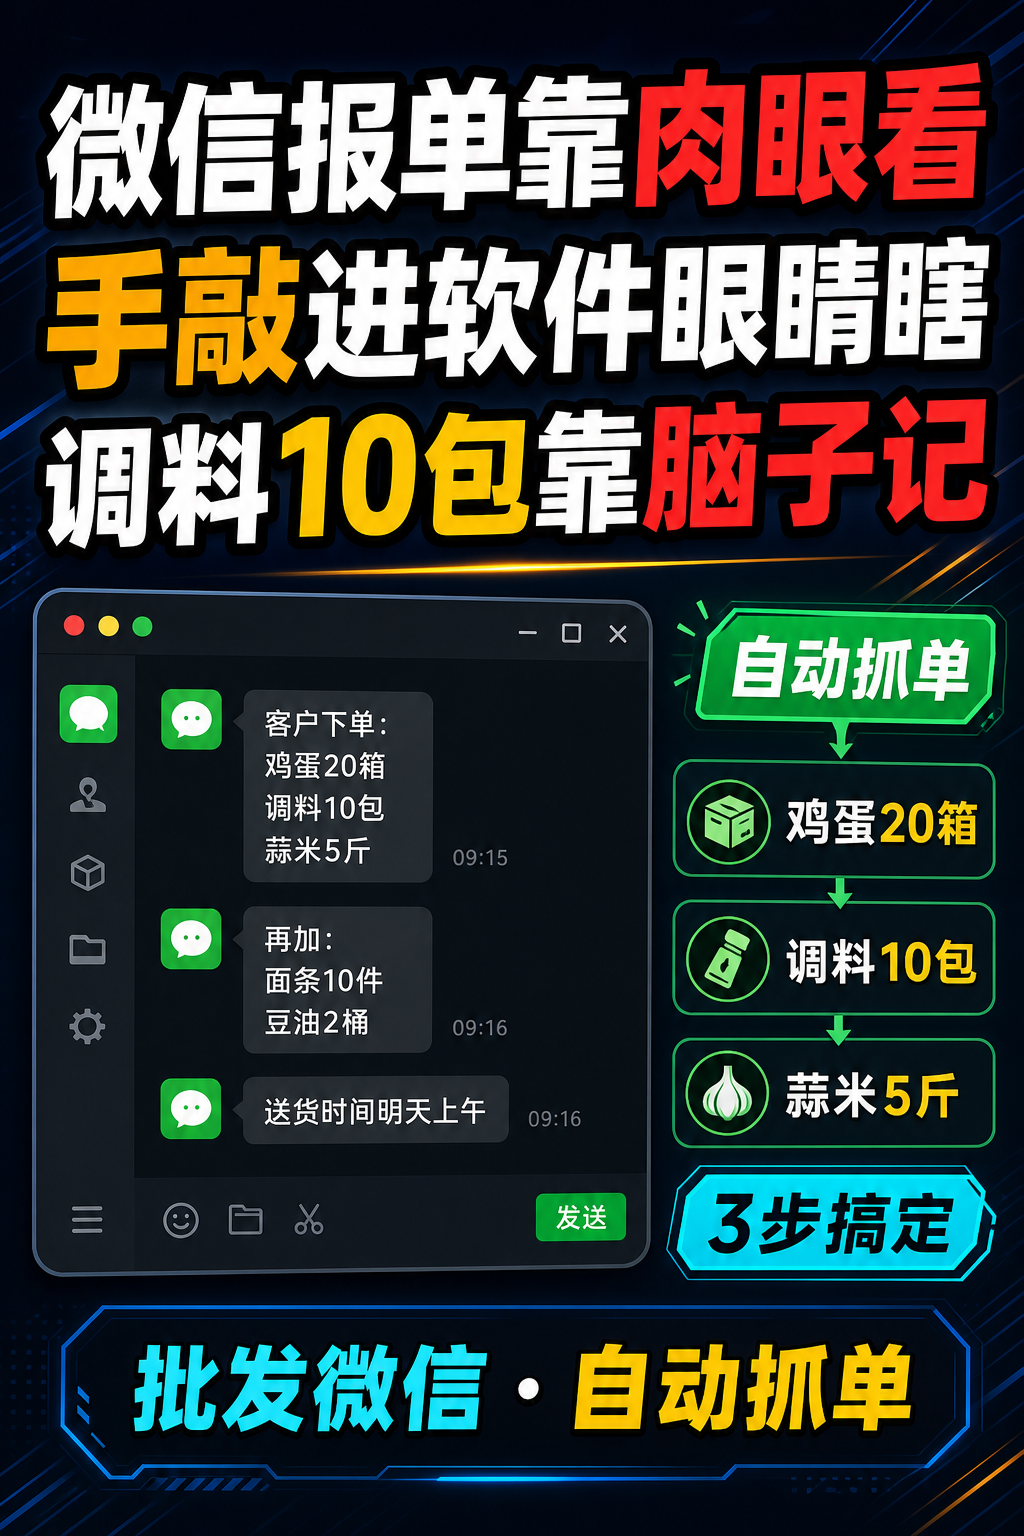 微信报单靠肉眼看
手敲进软件眼睛瞎
调料10包靠脑子记
客户下单：
鸡蛋20箱
调料10包
蒜米5斤
09:15
再加：
面条10件
豆油2桶
09:16
送货时间明天上午
09:16
发送
自动抓单
鸡蛋20箱
调料10包
蒜米5斤
3步搞定
批发微信·自动抓单